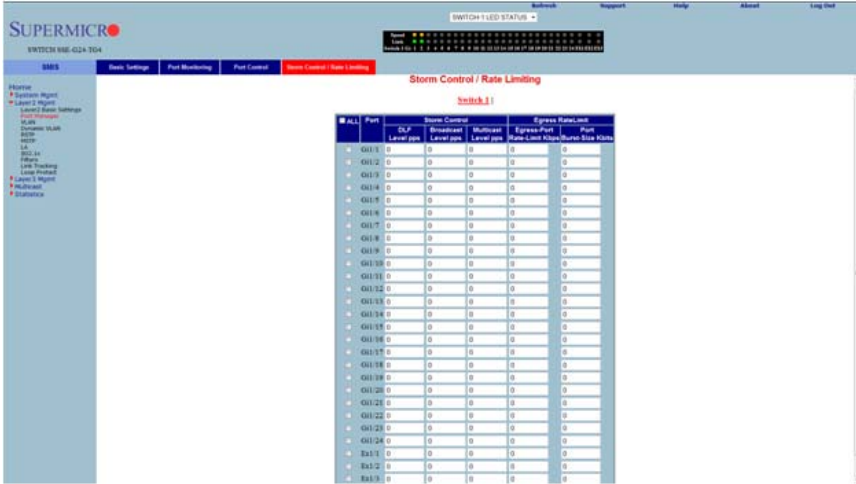 Refresh Support Help About Log Out
SWITCH 1 LED STATUS
SUPERMICRO
SWITCH SSE-G24-TG4
Speed
Link
SMIS
Basic Settings
Port Monitoring
Port Control
Storm Control / Rate Limiting
Storm Control / Rate Limiting
Switch 1 |
Home
System Mgmt
Layer2 Mgmt
Layer2 Basic Settings
Port Manager
VLAN
Dynamic VLAN
RSTP
MSTP
LA
802.1x
Filters
Link Tracking
Loop Protect
Layer3 Mgmt
Multicast
Statistics
ALL Port Storm Control Egress RateLimit
DLF Level pps Broadcast Level pps Multicast Level pps Egress-Port Rate-Limit Kbps Port Burst-Size Kbits
Gi1/1 0 0 0 0 0
Gi1/2 0 0 0 0 0
Gi1/3 0 0 0 0 0
Gi1/4 0 0 0 0 0
Gi1/5 0 0 0 0 0
Gi1/6 0 0 0 0 0
Gi1/7 0 0 0 0 0
Gi1/8 0 0 0 0 0
Gi1/9 0 0 0 0 0
Gi1/10 0 0 0 0 0
Gi1/11 0 0 0 0 0
Gi1/12 0 0 0 0 0
Gi1/13 0 0 0 0 0
Gi1/14 0 0 0 0 0
Gi1/15 0 0 0 0 0
Gi1/16 0 0 0 0 0
Gi1/17 0 0 0 0 0
Gi1/18 0 0 0 0 0
Gi1/19 0 0 0 0 0
Gi1/20 0 0 0 0 0
Gi1/21 0 0 0 0 0
Gi1/22 0 0 0 0 0
Gi1/23 0 0 0 0 0
Gi1/24 0 0 0 0 0
Ex1/1 0 0 0 0 0
Ex1/2 0 0 0 0 0
Ex1/3 0 0 0 0 0